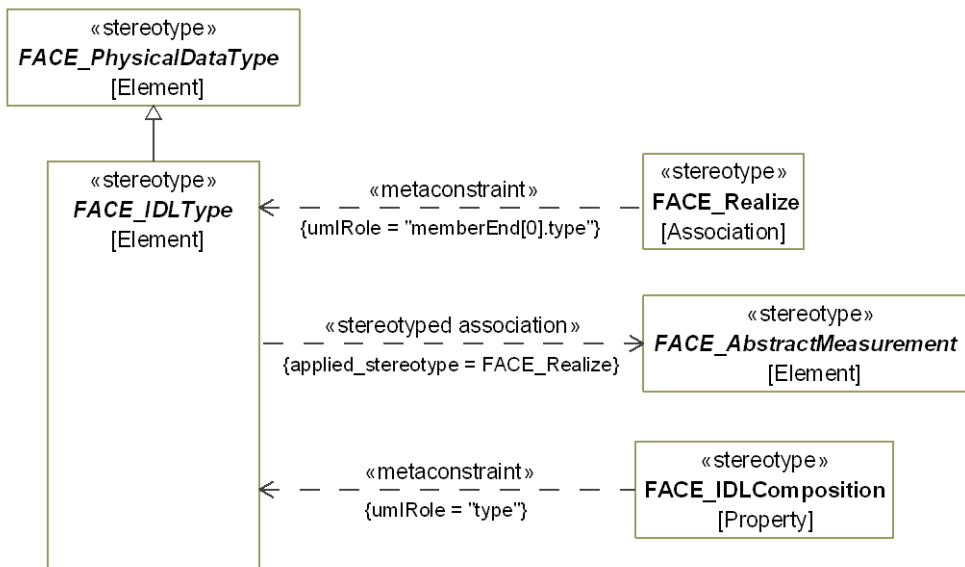 «stereotype»
FACE_PhysicalDataType
[Element]
«stereotype»
FACE_IDLType
[Element]
«metaconstraint»
{umlRole = "memberEnd[0].type"}
«stereotype»
FACE_Realize
[Association]
«stereotyped association»
{applied_stereotype = FACE_Realize}
«stereotype»
FACE_AbstractMeasurement
[Element]
«metaconstraint»
{umlRole = "type"}
«stereotype»
FACE_IDLComposition
[Property]